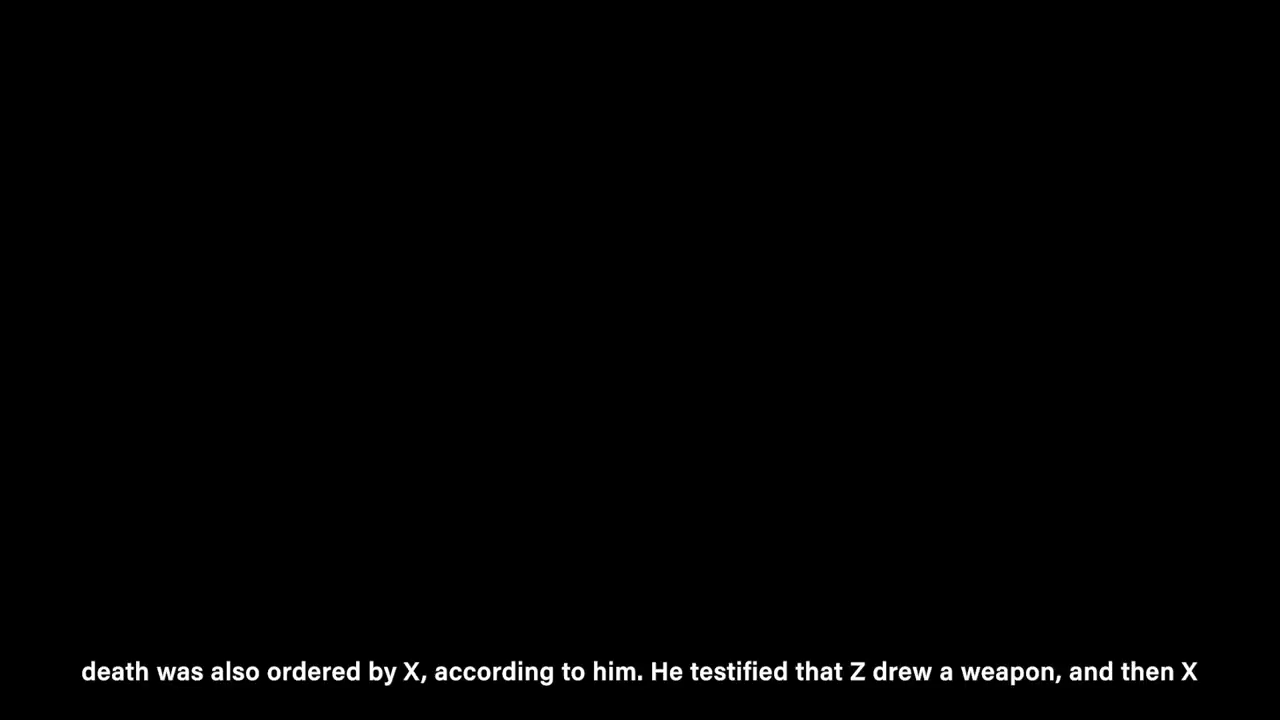 death was also ordered by X, according to him. He testified that Z drew a weapon, and then X